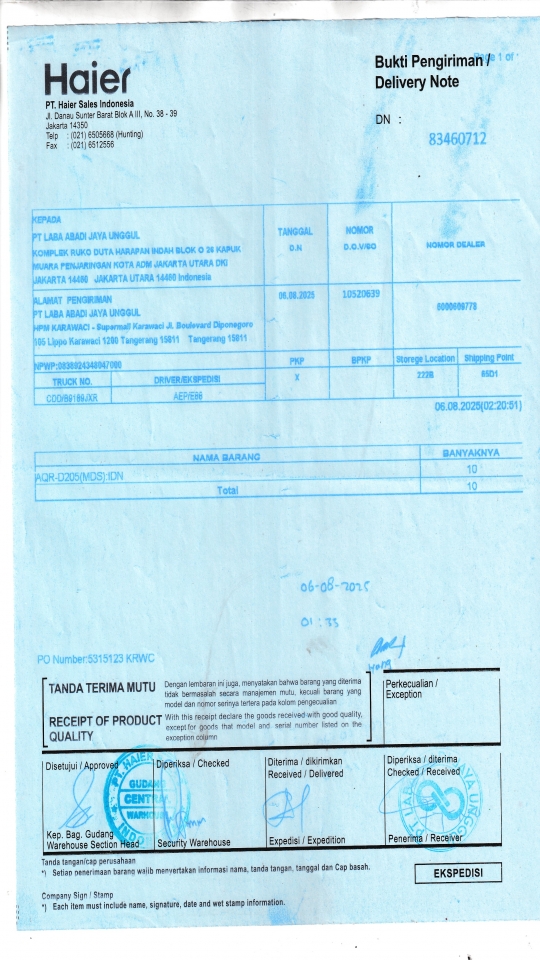 Haier
PT. Haier Sales Indonesia
Jl. Danau Sunter Barat Blok A III, No. 38 - 39
Jakarta 14350
Telp : (021) 6505668 (Hunting)
Fax : (021) 6512556
Page 1 of
Bukti Pengiriman /
Delivery Note
DN :
83460712
KEPADA
PT LABA ABADI JAYA UNGGUL
KOMPLEK RUKO DUTA HARAPAN INDAH BLOK O 26 KAPUK
MUARA PENJARINGAN KOTA ADM JAKARTA UTARA DKI
JAKARTA 14460 JAKARTA UTARA 14460 Indonesia
TANGGAL
D.N
NOMOR
D.O.V/SO
NOMOR DEALER
ALAMAT PENGIRIMAN
PT LABA ABADI JAYA UNGGUL
HPM KARAWACI - Supermall Karawaci Jl. Boulevard Diponegoro
105 Lippo Karawaci 1200 Tangerang 15811 Tangerang 15811
06.08.2025
10520639
6000608778
NPWP:0838924348047000
PKP
BPKP
Storege Location
Shipping Point
TRUCK NO.
DRIVER/EKSPEDISI
X
272B
65D1
CDD/B9169JXR
AEP/E86
06.08.2025(02:20:51)
NAMA BARANG
BANYAKNYA
AQR-D205(MDS):IDN
10
Total
10
06-08-2025
01:35
PO Number:5315123 KRWC
TANDA TERIMA MUTU
Dengan lembaran ini juga, menyatakan bahwa barang yang diterima
tidak bermasalah secara manajemen mutu, kecuali barang yang
model dan nomor serinya tertera pada kolom pengecualian
RECEIPT OF PRODUCT
QUALITY
With this receipt declare the goods received with good quality,
except for goods that model and serial number listed on the
exception column
Perkecualian /
Exception
Disetujui / Approved
Diperiksa / Checked
Diterima / dikirimkan
Received / Delivered
Diperiksa / diterima
Checked / Received
PT. HAIER
GUDANG
CENTRAL
WAREHOUSE
Kep. Bag. Gudang
Warehouse Section Head
Security Warehouse
Expedisi / Expedition
Penerima / Receiver
Tanda tangan/cap perusahaan
*) Setiap penerimaan barang wajib menyertakan informasi nama, tanda tangan, tanggal dan Cap basah.
EKSPEDISI
Company Sign / Stamp
*) Each item must include name, signature, date and wet stamp information.